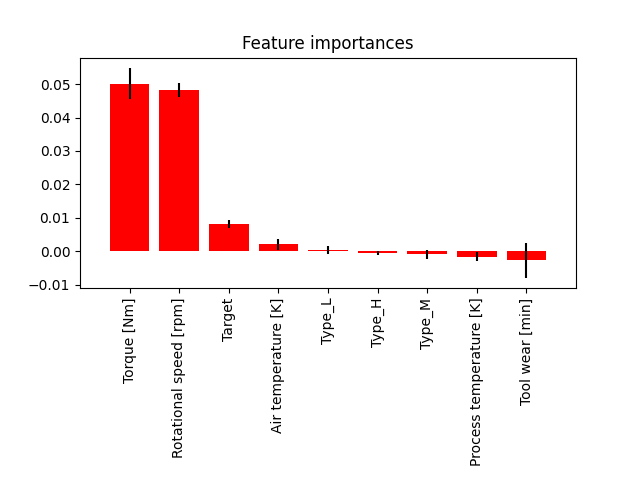 Feature importances
0.05
0.04
0.03
0.02
0.01
0.00
−0.01
Torque [Nm]
Rotational speed [rpm]
Target
Air temperature [K]
Type_L
Type_H
Type_M
Process temperature [K]
Tool wear [min]